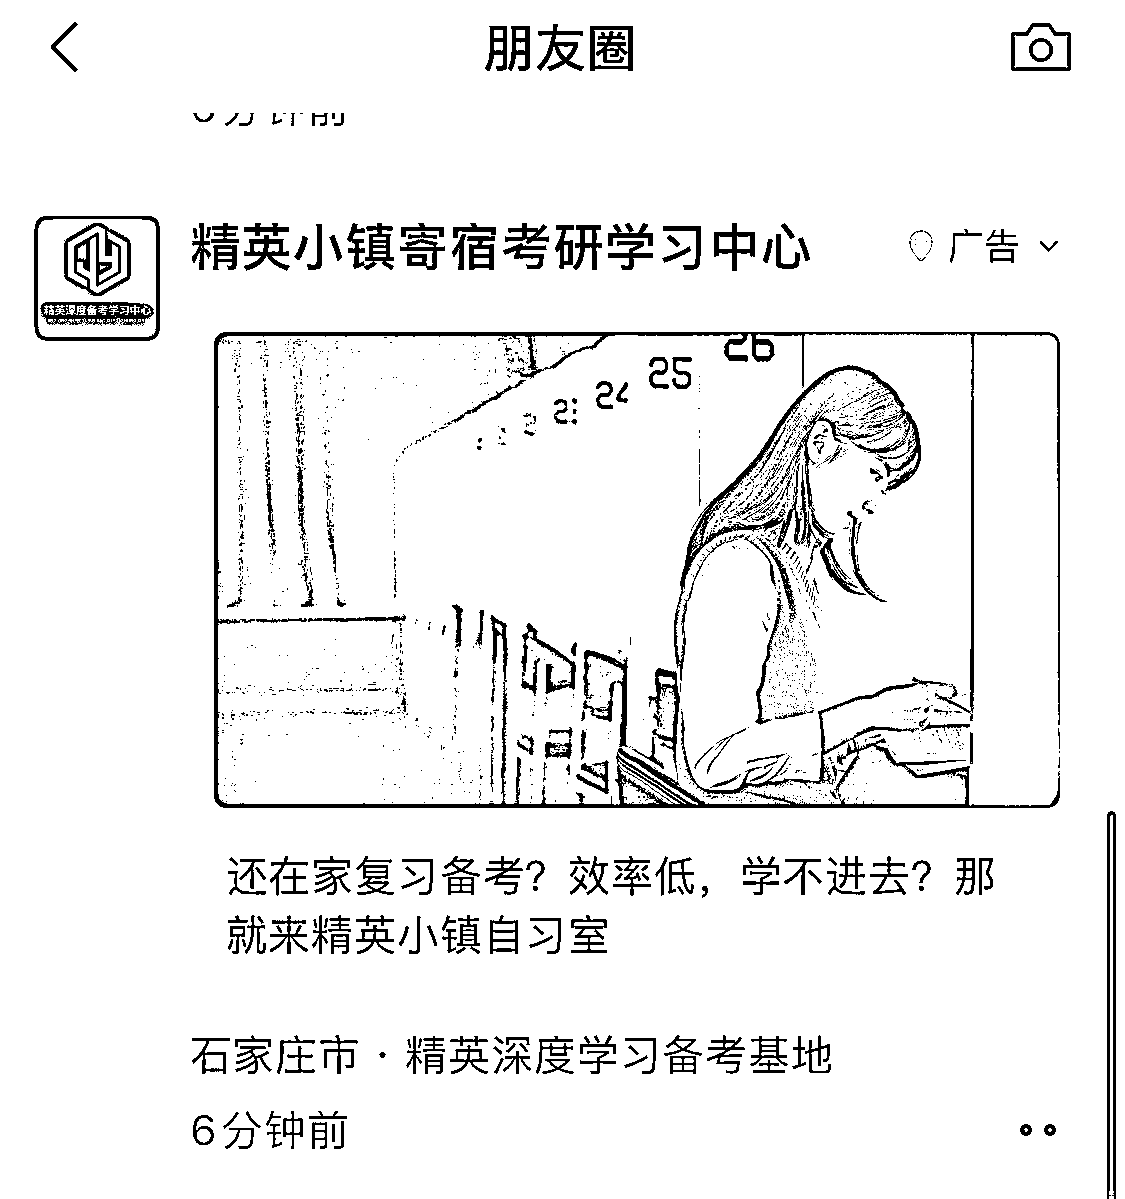 朋友圈
精英小镇寄宿考研学习中心
广告
精英深度备考学习中心
26
25
24
还在家复习备考？效率低，学不进去？那
就来精英小镇自习室
石家庄市·精英深度学习备考基地
6分钟前